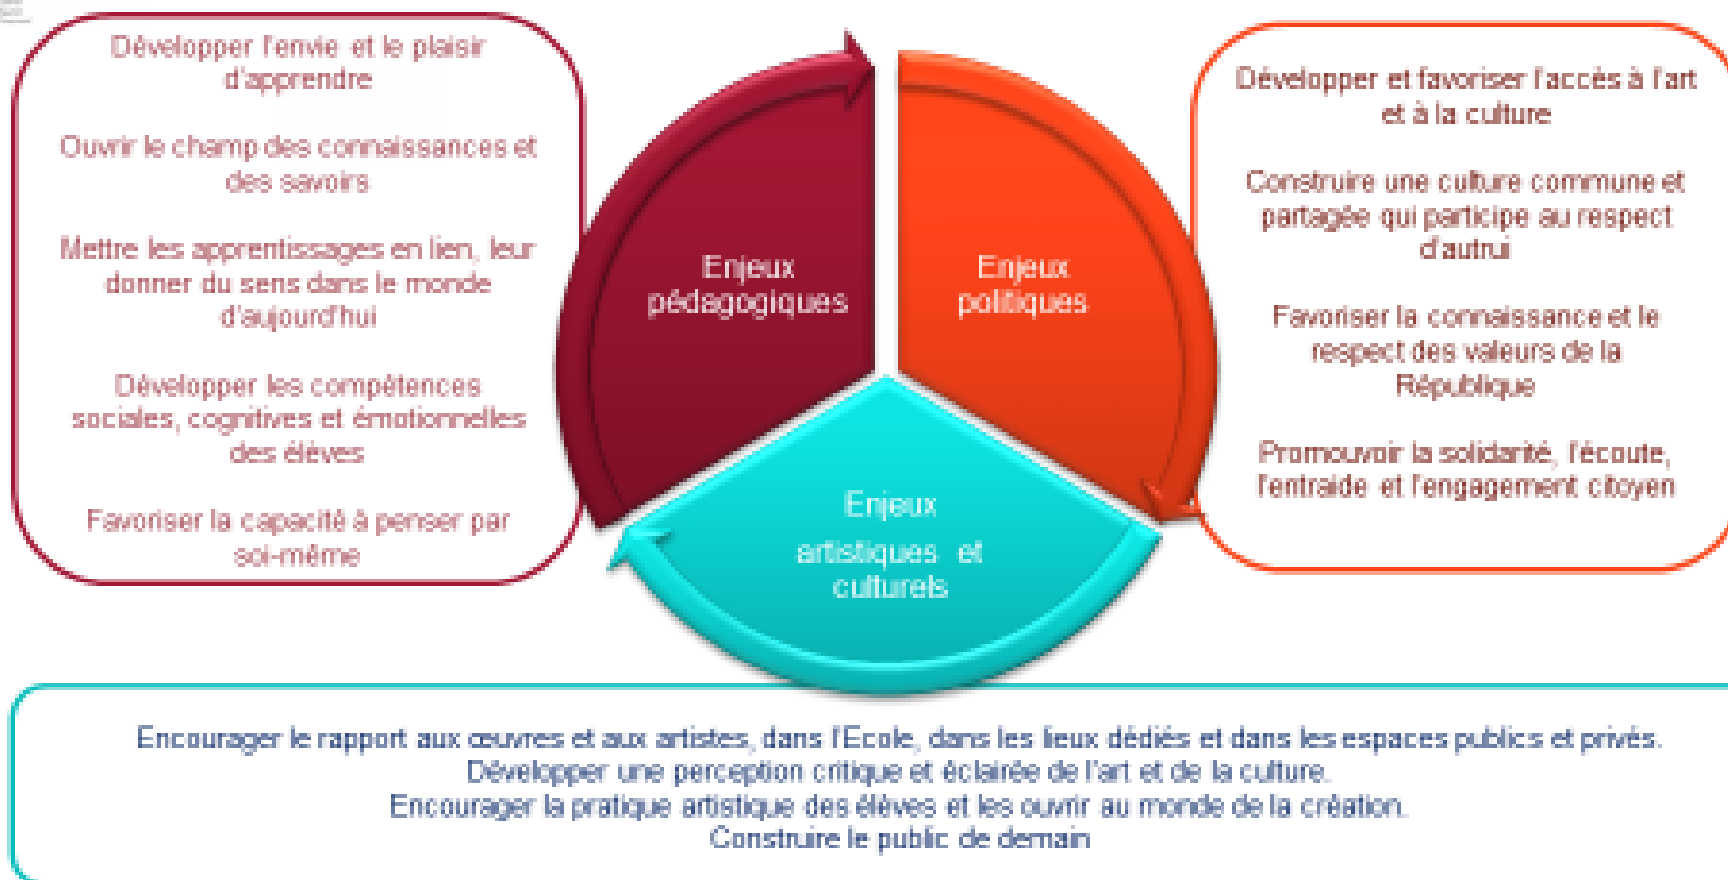 Développer l'envie et le plaisir
d'apprendre
Ouvrir le champ des connaissances et
des savoirs
Mettre les apprentissages en lien, leur
donner du sens dans le monde
d'aujourd'hui
Développer les compétences
sociales, cognitives et émotionnelles
des élèves
Favoriser la capacité à penser par
soi-même
Enjeux
pédagogiques
Enjeux
politiques
Enjeux
artistiques et
culturels
Développer et favoriser l'accès à l'art
et à la culture
Construire une culture commune et
partagée qui participe au respect
d'autrui
Favoriser la connaissance et le
respect des valeurs de la
République
Promouvoir la solidarité, l'écoute,
l'entraide et l'engagement citoyen
Encourager le rapport aux œuvres et aux artistes, dans l'Ecole, dans les lieux dédiés et dans les espaces publics et privés.
Développer une perception critique et éclairée de l'art et de la culture.
Encourager la pratique artistique des élèves et les ouvrir au monde de la création.
Construire le public de demain